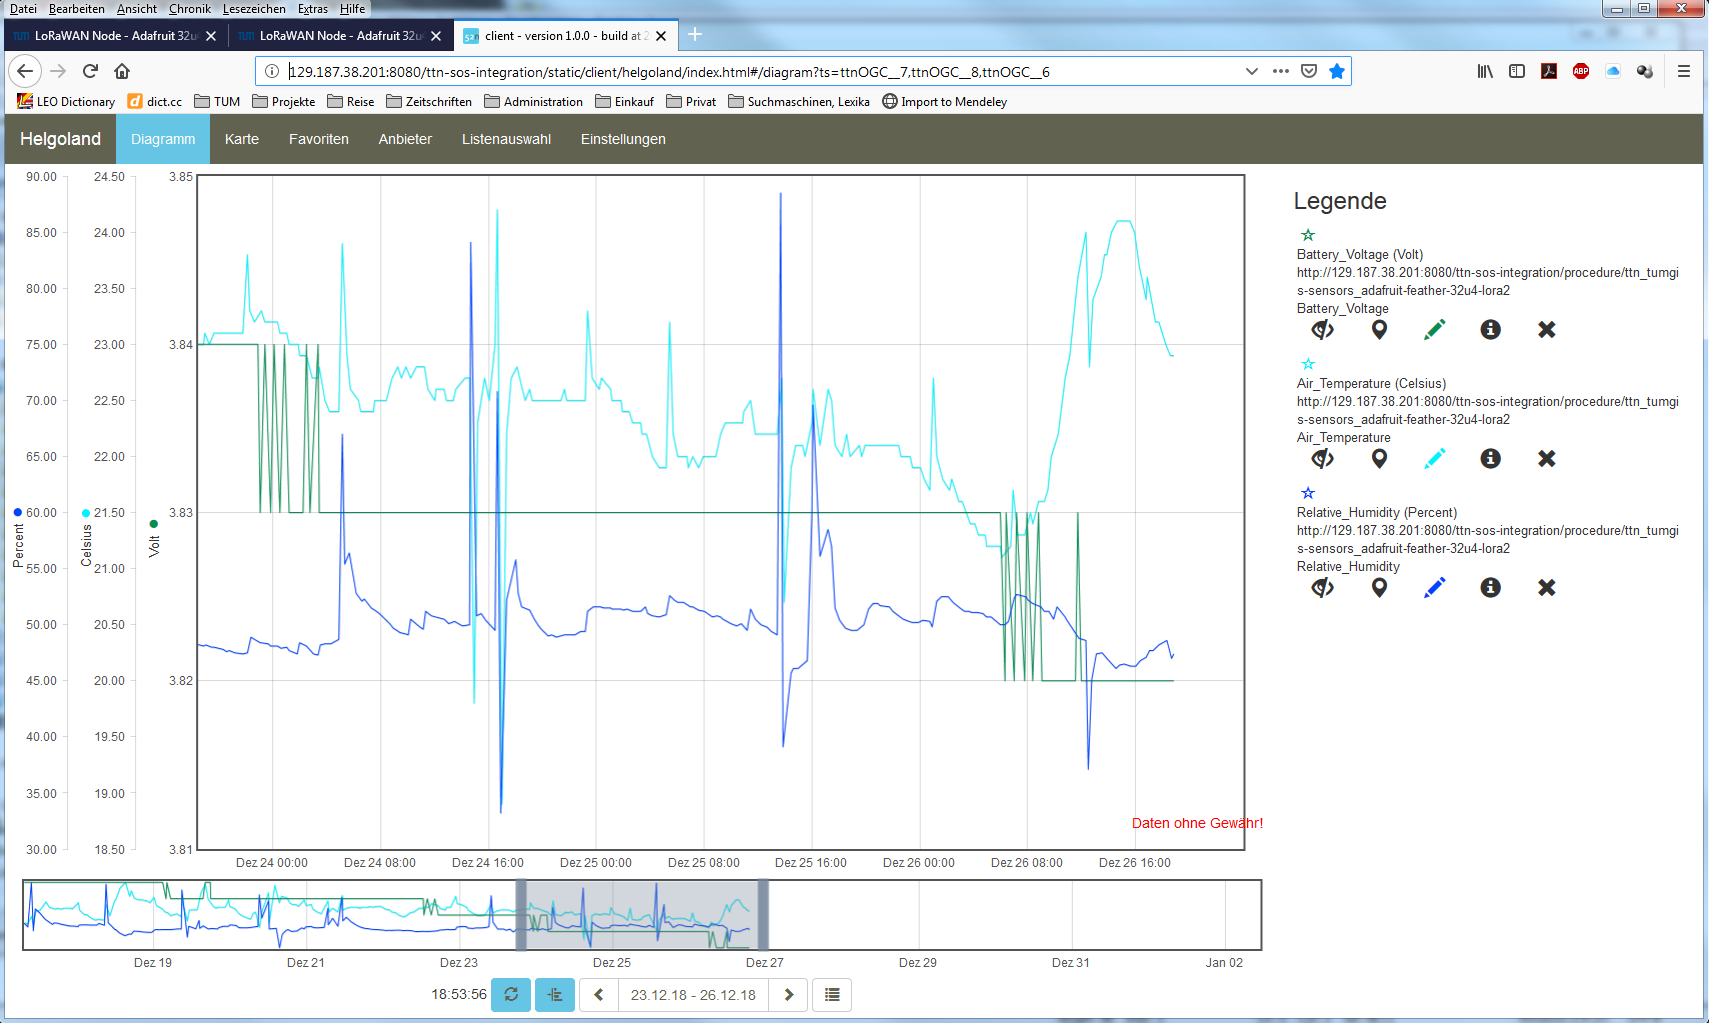 Datei Bearbeiten Ansicht Chronik Lesezeichen Extras Hilfe
LoRaWAN Node - Adafruit 32u
LoRaWAN Node - Adafruit 32u
client - version 1.0.0 - build at 2
129.187.38.201:8080/ttn-sos-integration/static/client/helgoland/index.html#/diagram?ts=ttnOGC__7,ttnOGC__8,ttnOGC__6
LEO Dictionary dict.cc TUM Projekte Reise Zeitschriften Administration Einkauf Privat Suchmaschinen, Lexika Import to Mendeley
Helgoland Diagramm Karte Favoriten Anbieter Listenauswahl Einstellungen
90.00 24.50 3.85
85.00 24.00
80.00 23.50
75.00 23.00 3.84
70.00 22.50
65.00 22.00
60.00 21.50 3.83
55.00 21.00
50.00 20.50
45.00 20.00 3.82
40.00 19.50
35.00 19.00
30.00 18.50 3.81
Percent
Celsius
Volt
Dez 24 00:00 Dez 24 08:00 Dez 24 16:00 Dez 25 00:00 Dez 25 08:00 Dez 25 16:00 Dez 26 00:00 Dez 26 08:00 Dez 26 16:00
Daten ohne Gewähr!
Legende
Battery_Voltage (Volt)
http://129.187.38.201:8080/ttn-sos-integration/procedure/ttn_tumgi
s-sensors_adafruit-feather-32u4-lora2
Battery_Voltage
Air_Temperature (Celsius)
http://129.187.38.201:8080/ttn-sos-integration/procedure/ttn_tumgi
s-sensors_adafruit-feather-32u4-lora2
Air_Temperature
Relative_Humidity (Percent)
http://129.187.38.201:8080/ttn-sos-integration/procedure/ttn_tumgi
s-sensors_adafruit-feather-32u4-lora2
Relative_Humidity
Dez 19 Dez 21 Dez 23 Dez 25 Dez 27 Dez 29 Dez 31 Jan 02
18:53:56 23.12.18 - 26.12.18